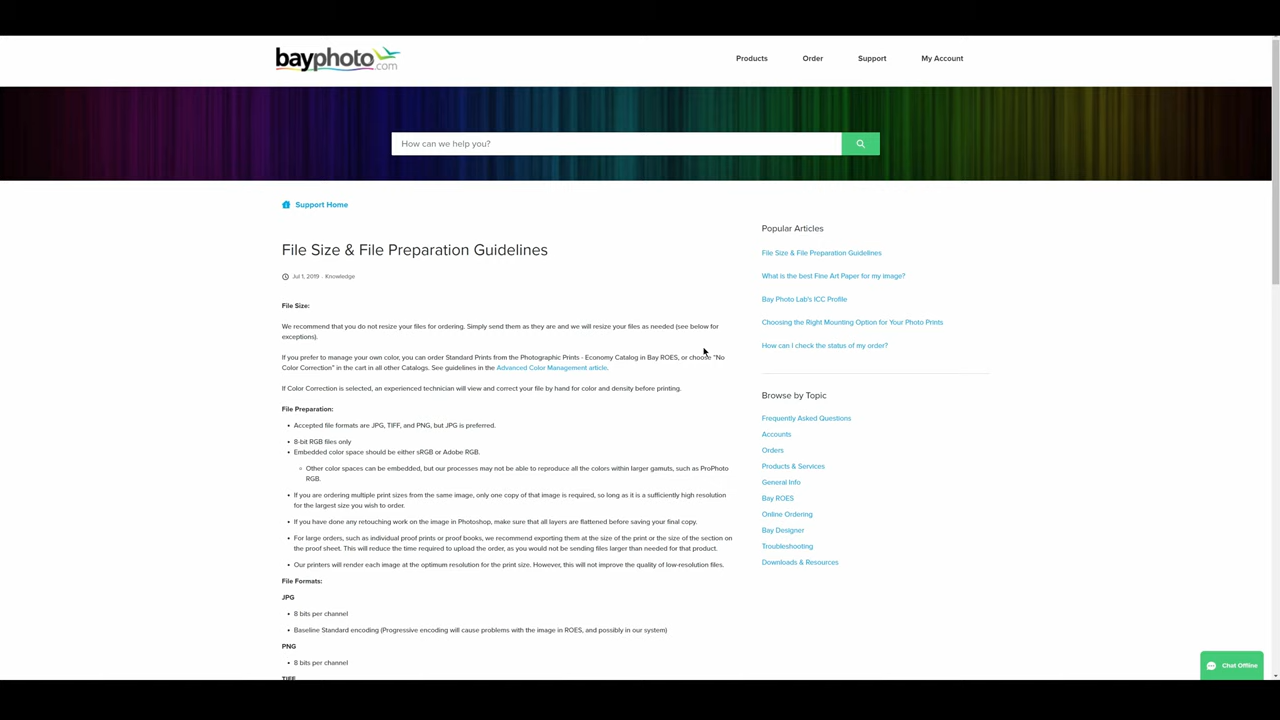 bayphoto.com
Products Order Support My Account
How can we help you?
Support Home
File Size & File Preparation Guidelines
Jul 1, 2019 · Knowledge
File Size:
We recommend that you do not resize your files for ordering. Simply send them as they are and we will resize your files as needed (see below for
exceptions).
If you prefer to manage your own color, you can order Standard Prints from the Photographic Prints - Economy Catalog in Bay ROES, or choose "No
Color Correction" in the cart in all other Catalogs. See guidelines in the Advanced Color Management article.
If Color Correction is selected, an experienced technician will view and correct your file by hand for color and density before printing.
File Preparation:
• Accepted file formats are JPG, TIFF, and PNG, but JPG is preferred.
• 8-bit RGB files only
• Embedded color space should be either sRGB or Adobe RGB.
○ Other color spaces can be embedded, but our processes may not be able to reproduce all the colors within larger gamuts, such as ProPhoto
RGB.
• If you are ordering multiple print sizes from the same image, only one copy of that image is required, so long as it is a sufficiently high resolution
for the largest size you wish to order.
• If you have done any retouching work on the image in Photoshop, make sure that all layers are flattened before saving your final copy.
• For large orders, such as individual proof prints or proof books, we recommend exporting them at the size of the print or the size of the section on
the proof sheet. This will reduce the time required to upload the order, as you would not be sending files larger than needed for that product.
• Our printers will render each image at the optimum resolution for the print size. However, this will not improve the quality of low-resolution files.
File Formats:
JPG
• 8 bits per channel
• Baseline Standard encoding (Progressive encoding will cause problems with the image in ROES, and possibly in our system)
PNG
• 8 bits per channel
TIFF
Popular Articles
File Size & File Preparation Guidelines
What is the best Fine Art Paper for my image?
Bay Photo Lab's ICC Profile
Choosing the Right Mounting Option for Your Photo Prints
How can I check the status of my order?
Browse by Topic
Frequently Asked Questions
Accounts
Orders
Products & Services
General Info
Bay ROES
Online Ordering
Bay Designer
Troubleshooting
Downloads & Resources
Chat Offline